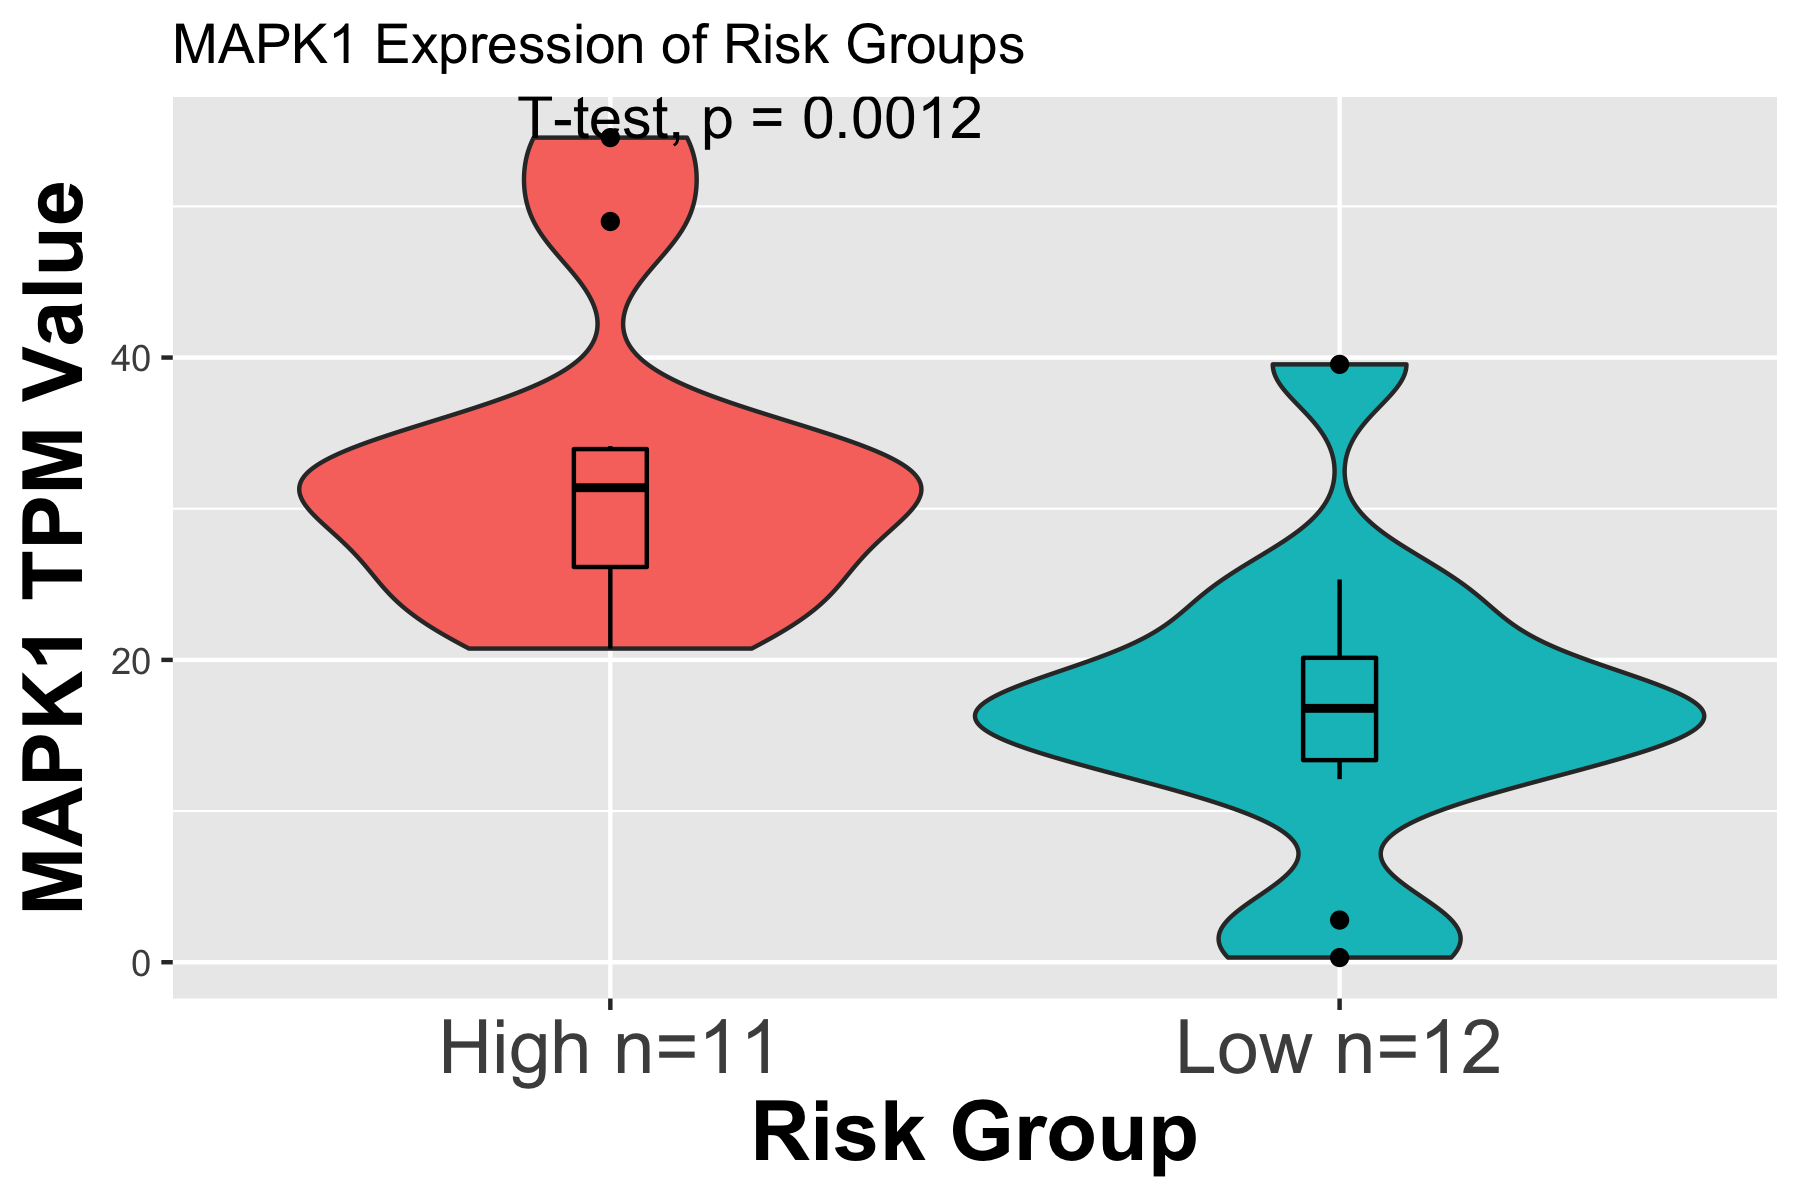 MAPK1 Expression of Risk Groups
T-test, p = 0.0012
MAPK1 TPM Value
40
20
0
High n=11
Low n=12
Risk Group